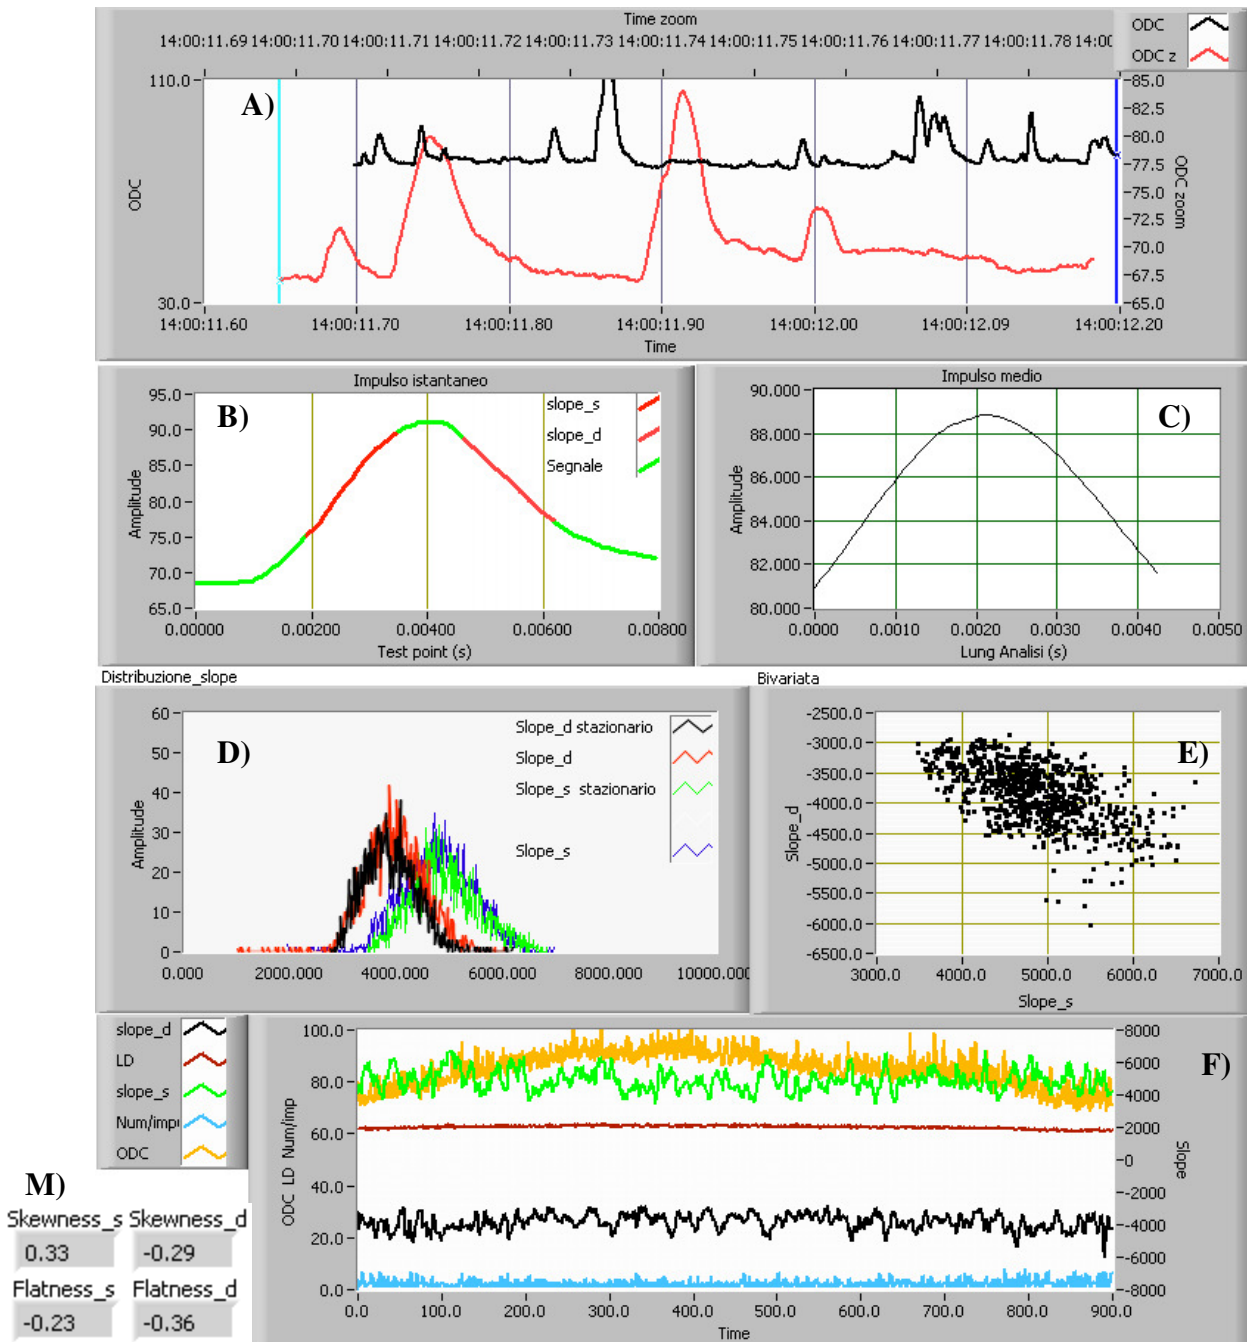 Time zoom
14:00:11.69 14:00:11.70 14:00:11.71 14:00:11.72 14:00:11.73 14:00:11.74 14:00:11.75 14:00:11.76 14:00:11.77 14:00:11.78 14:00:
ODC
ODC z
A)
110.0
30.0
ODC
85.0
82.5
80.0
77.5
75.0
72.5
70.0
67.5
65.0
ODC zoom
14:00:11.60 14:00:11.70 14:00:11.80 14:00:11.90 14:00:12.00 14:00:12.09 14:00:12.20
Time
Impulso istantaneo
B)
95.0
90.0
85.0
80.0
75.0
70.0
65.0
Amplitude
slope_s
slope_d
Segnale
0.00000 0.00200 0.00400 0.00600 0.00800
Test point (s)
Impulso medio
C)
90.000
88.000
86.000
84.000
82.000
80.000
Amplitude
0.0000 0.0010 0.0020 0.0030 0.0040 0.0050
Lung Analisi (s)
Distribuzione_slope
D)
60
50
40
30
20
10
0
Amplitude
Slope_d stazionario
Slope_d
Slope_s stazionario
Slope_s
0.000 2000.000 4000.000 6000.000 8000.000 10000.000
Bivariata
E)
-2500.0
-3000.0
-3500.0
-4000.0
-4500.0
-5000.0
-5500.0
-6000.0
-6500.0
Slope_d
3000.0 4000.0 5000.0 6000.0 7000.0
Slope_s
slope_d
LD
slope_s
Num/imp
ODC
F)
100.0
80.0
60.0
40.0
20.0
0.0
ODC LD Num/imp
8000
6000
4000
2000
0
-2000
-4000
-6000
-8000
Slope
0.0 100.0 200.0 300.0 400.0 500.0 600.0 700.0 800.0 900.0
Time
M)
Skewness_s Skewness_d
0.33 -0.29
Flatness_s Flatness_d
-0.23 -0.36